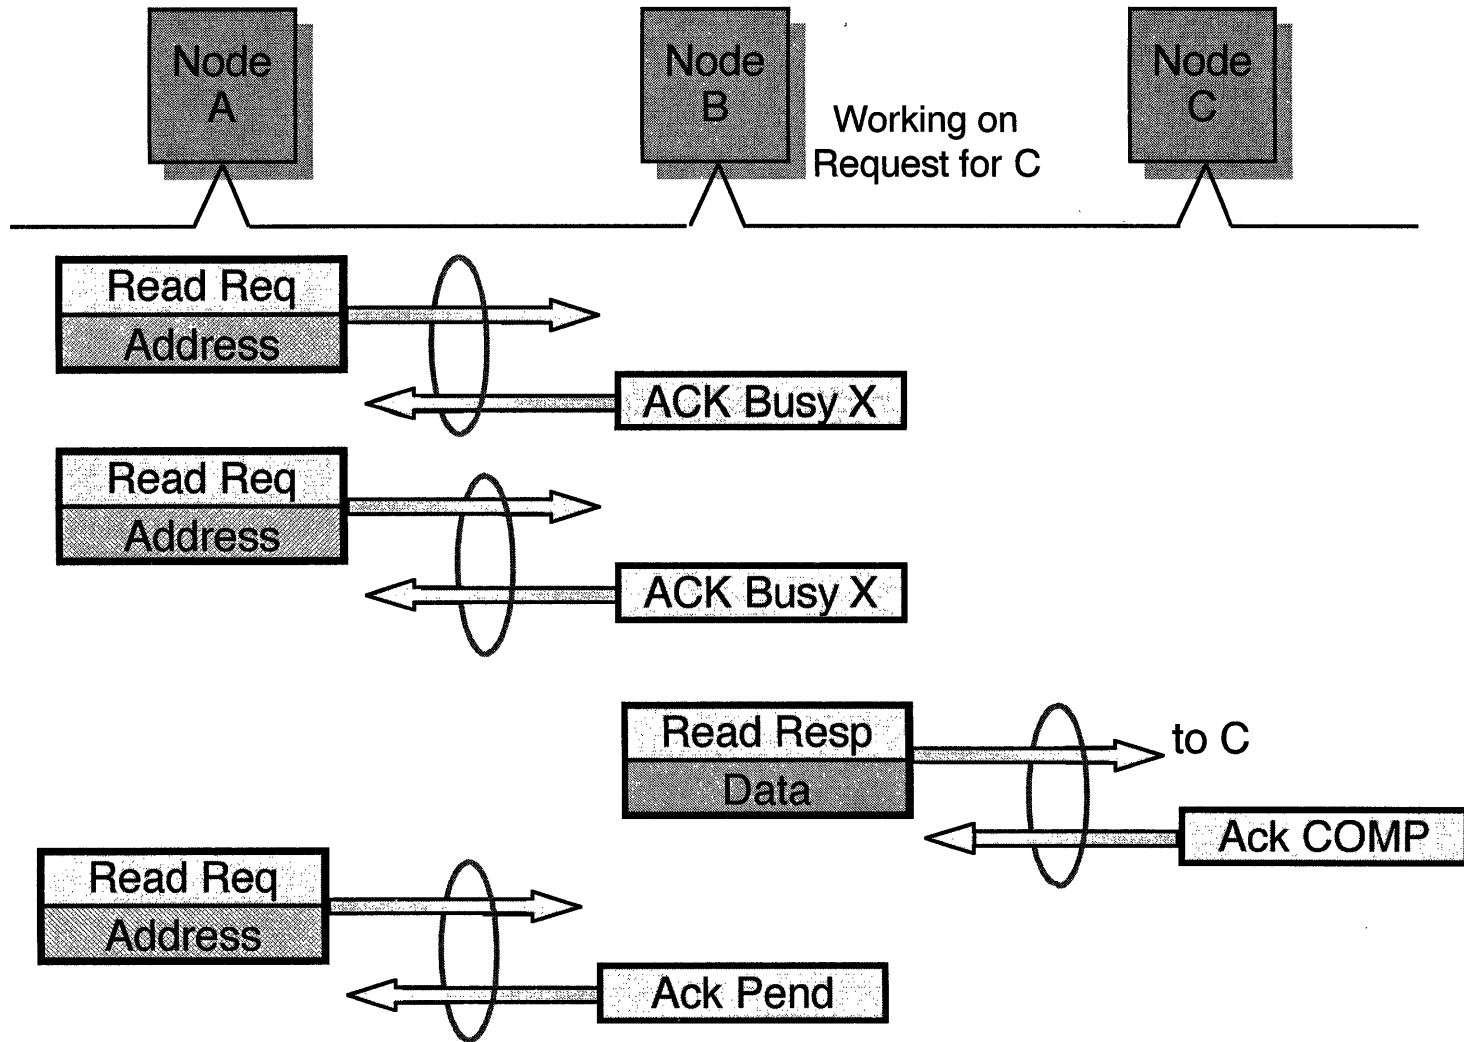 Node
A
Node
B
Working on
Request for C
Node
C
Read Req
Address
ACK Busy X
Read Req
Address
ACK Busy X
Read Resp
Data
to C
Ack COMP
Read Req
Address
Ack Pend